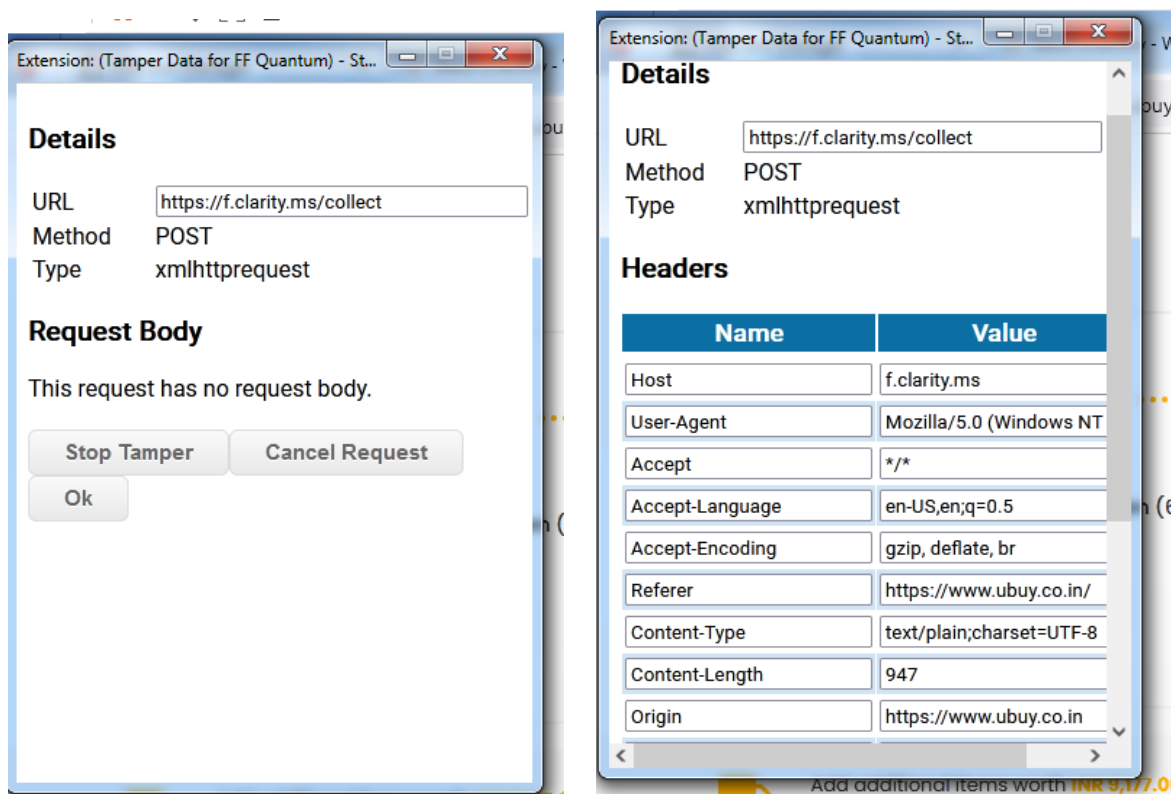 Extension: (Tamper Data for FF Quantum) - St...
Details
URL https://f.clarity.ms/collect
Method POST
Type xmlhttprequest
Request Body
This request has no request body.
Stop Tamper Cancel Request
Ok
Extension: (Tamper Data for FF Quantum) - St...
Details
URL https://f.clarity.ms/collect
Method POST
Type xmlhttprequest
Headers
Name Value
Host f.clarity.ms
User-Agent Mozilla/5.0 (Windows NT
Accept */*
Accept-Language en-US,en;q=0.5
Accept-Encoding gzip, deflate, br
Referer https://www.ubuy.co.in/
Content-Type text/plain;charset=UTF-8
Content-Length 947
Origin https://www.ubuy.co.in
Add additional items worth INR 9,177.0